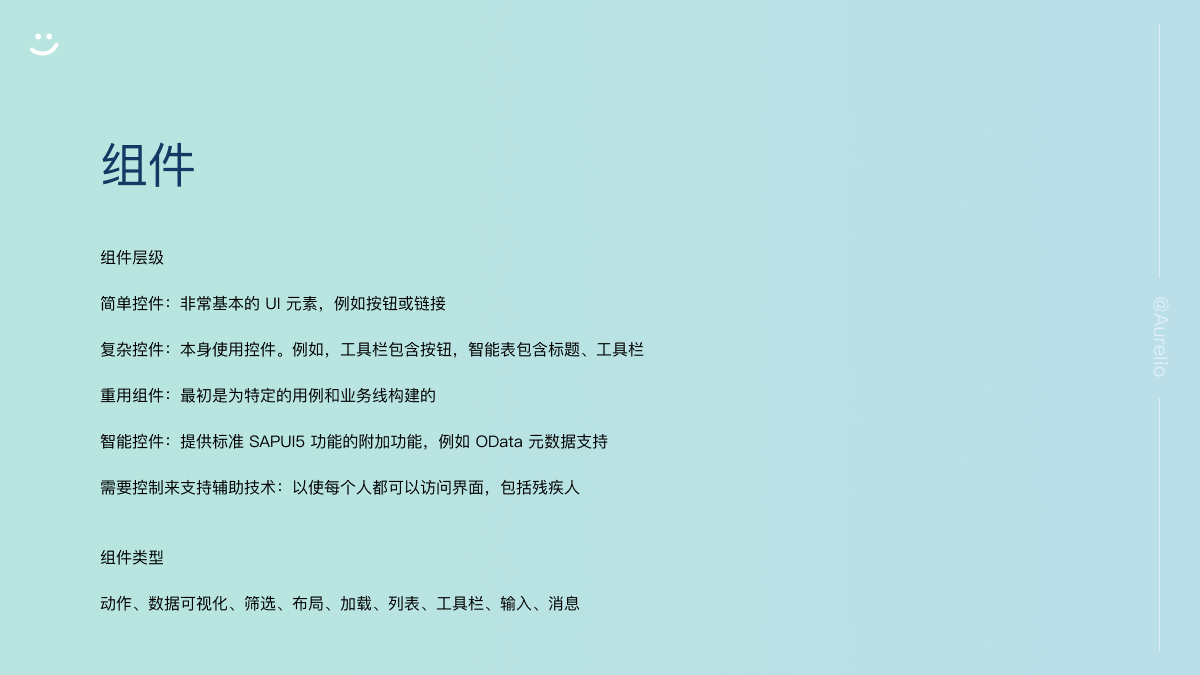 组件
组件层级
简单控件：非常基本的 UI 元素，例如按钮或链接
复杂控件：本身使用控件。例如，工具栏包含按钮，智能表包含标题、工具栏
重用组件：最初是为特定的用例和业务线构建的
智能控件：提供标准 SAPUI5 功能的附加功能，例如 OData 元数据支持
需要控制来支持辅助技术：以使每个人都可以访问界面，包括残疾人
组件类型
动作、数据可视化、筛选、布局、加载、列表、工具栏、输入、消息
@Aurelio